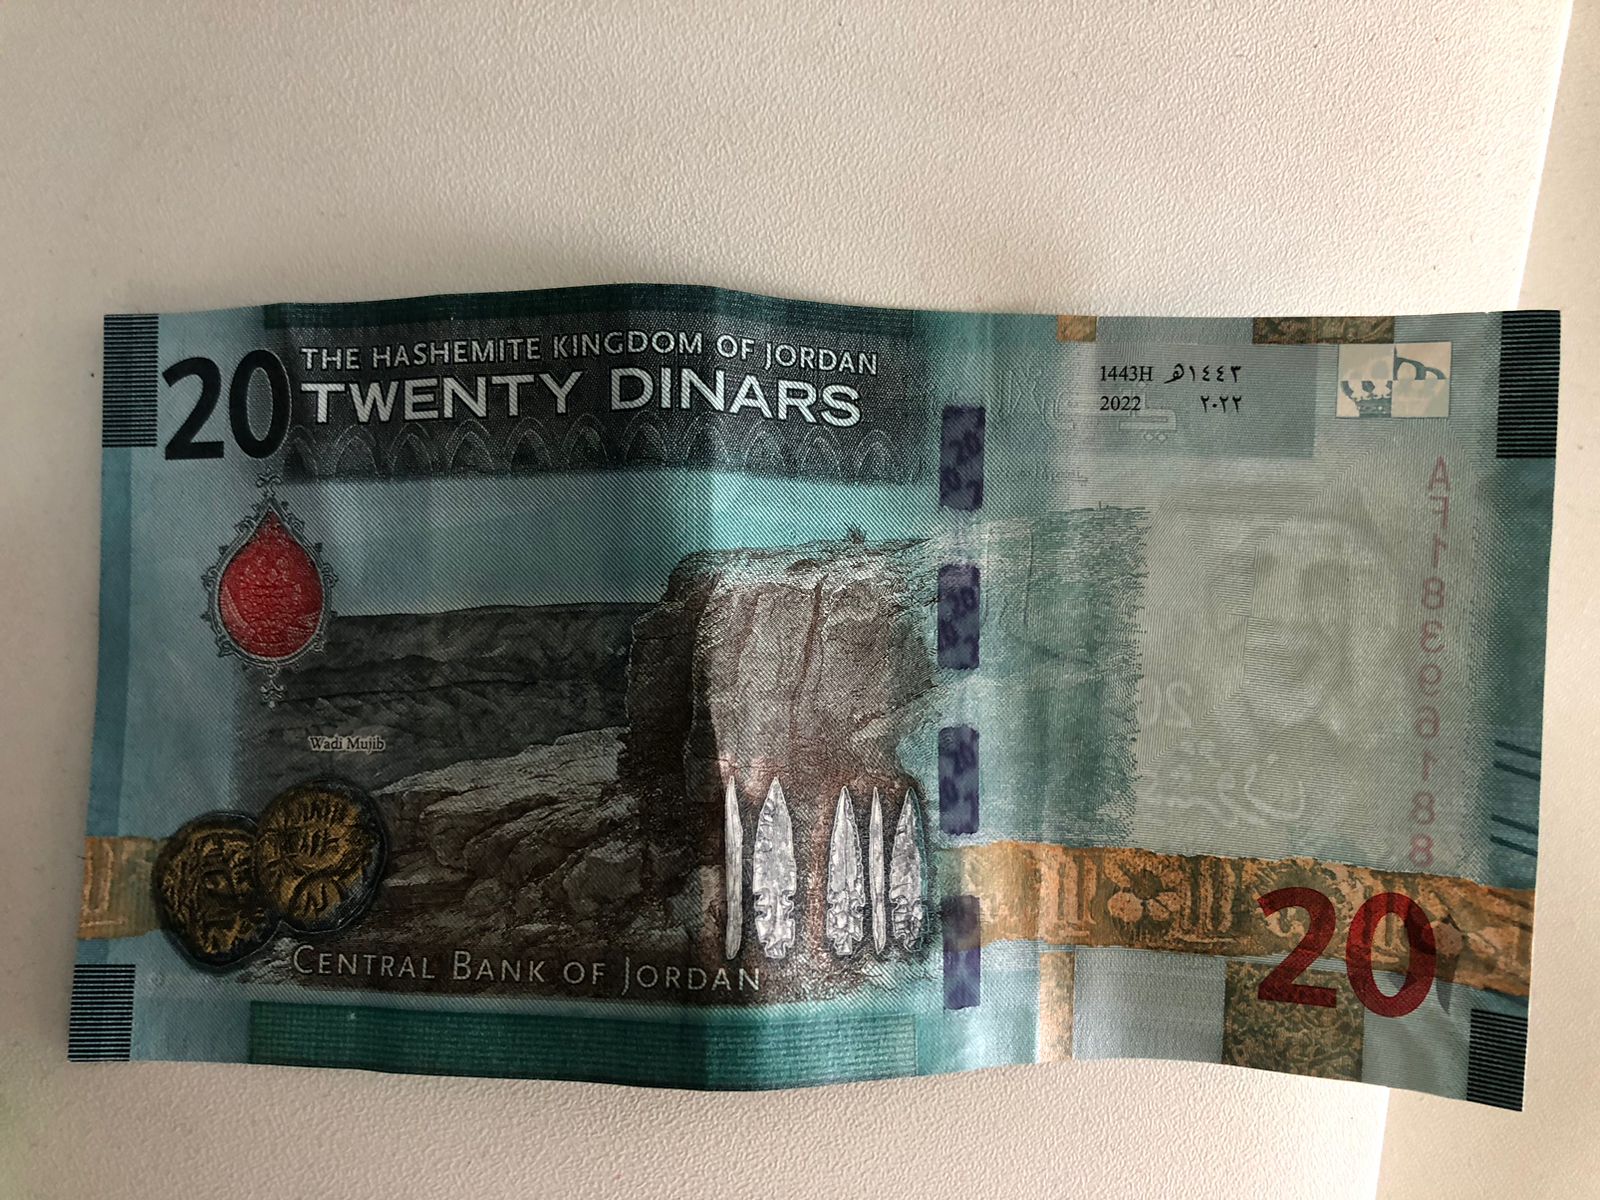 20
THE HASHEMITE KINGDOM OF JORDAN
TWENTY DINARS
1443H ١٤٤٣هـ
2022 ٢٠٢٢
Wadi Mujib
CENTRAL BANK OF JORDAN
20